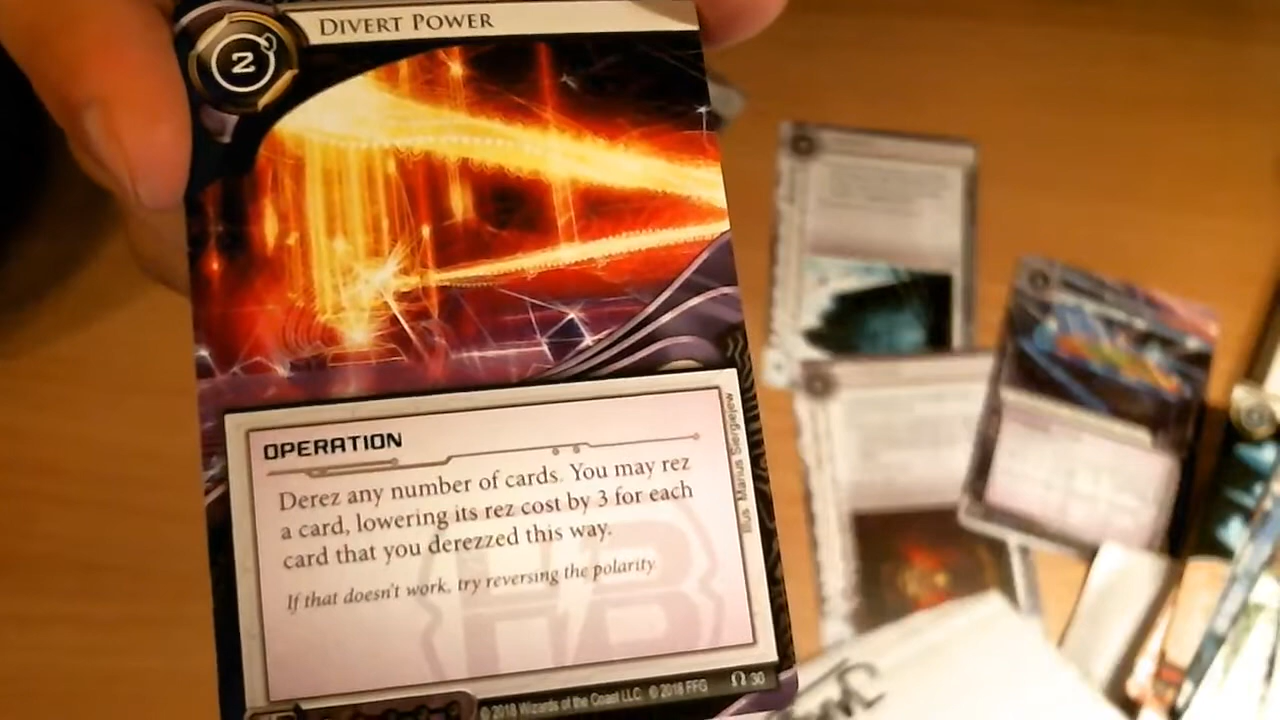 DIVERT POWER
2
OPERATION
Derez any number of cards. You may rez
a card, lowering its rez cost by 3 for each
card that you derezzed this way.
If that doesn't work, try reversing the polarity.
HB
Illus. Marius Siergiejew
© 2018 Wizards of the Coast LLC. © 2018 FFG
Ω 30